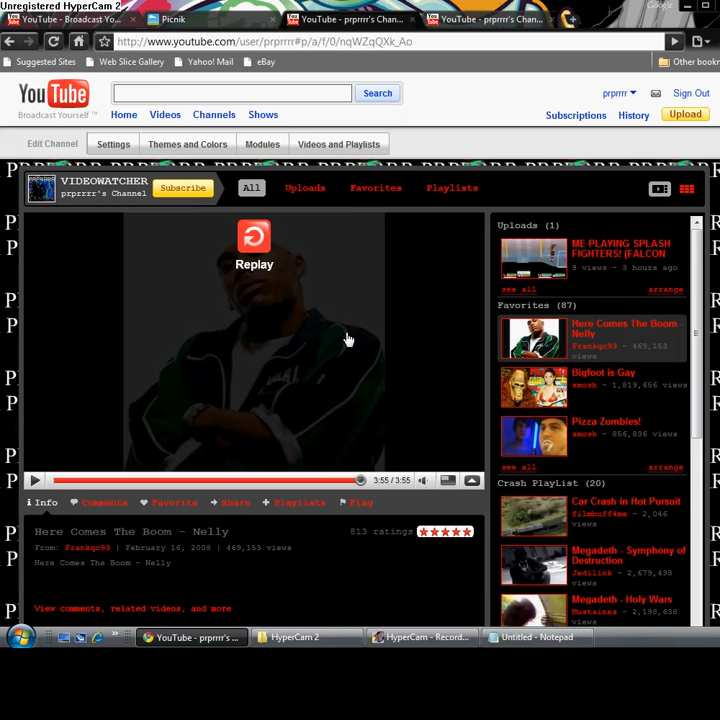 Unregistered HyperCam 2
YouTube - Broadcast Yo...
Picnik
YouTube - prprrrr's Chan...
YouTube - prprrrr's Chan...
Google
http://www.youtube.com/user/prprrrr#p/a/f/0/nqWZqQXk_Ao
Suggested Sites
Web Slice Gallery
Yahoo! Mail
eBay
Other bookm
YouTube
Broadcast Yourself
Search
prprrrr
Sign Out
Home
Videos
Channels
Shows
Subscriptions
History
Upload
Edit Channel
Settings
Themes and Colors
Modules
Videos and Playlists
VIDEOWATCHER
prprrrr's Channel
Subscribe
All
Uploads
Favorites
Playlists
Replay
Uploads (1)
ME PLAYING SPLASH
FIGHTERS! (FALCON
3 views - 3 hours ago
see all
arrange
Favorites (87)
Here Comes The Boom -
Nelly
Frankqc93 - 469,153
views
Bigfoot is Gay
smosh - 1,819,656 views
Pizza Zombies!
smosh - 856,836 views
see all
arrange
Crash PlayList (20)
Car Crash in Hot Pursuit
filmbuff4me - 2,046
views
Megadeth - Symphony of
Destruction
Jedilink - 2,679,498
views
Megadeth - Holy Wars
Mustainez - 2,198,638
views
3:55 / 3:55
Info
Comments
Favorite
Share
Playlists
Flag
Here Comes The Boom - Nelly
813 ratings
From: Frankqc93 | February 16, 2008 | 469,153 views
Here Comes The Boom - Nelly
View comments, related videos, and more
YouTube - prprrrr's ...
HyperCam 2
HyperCam - Record...
Untitled - Notepad